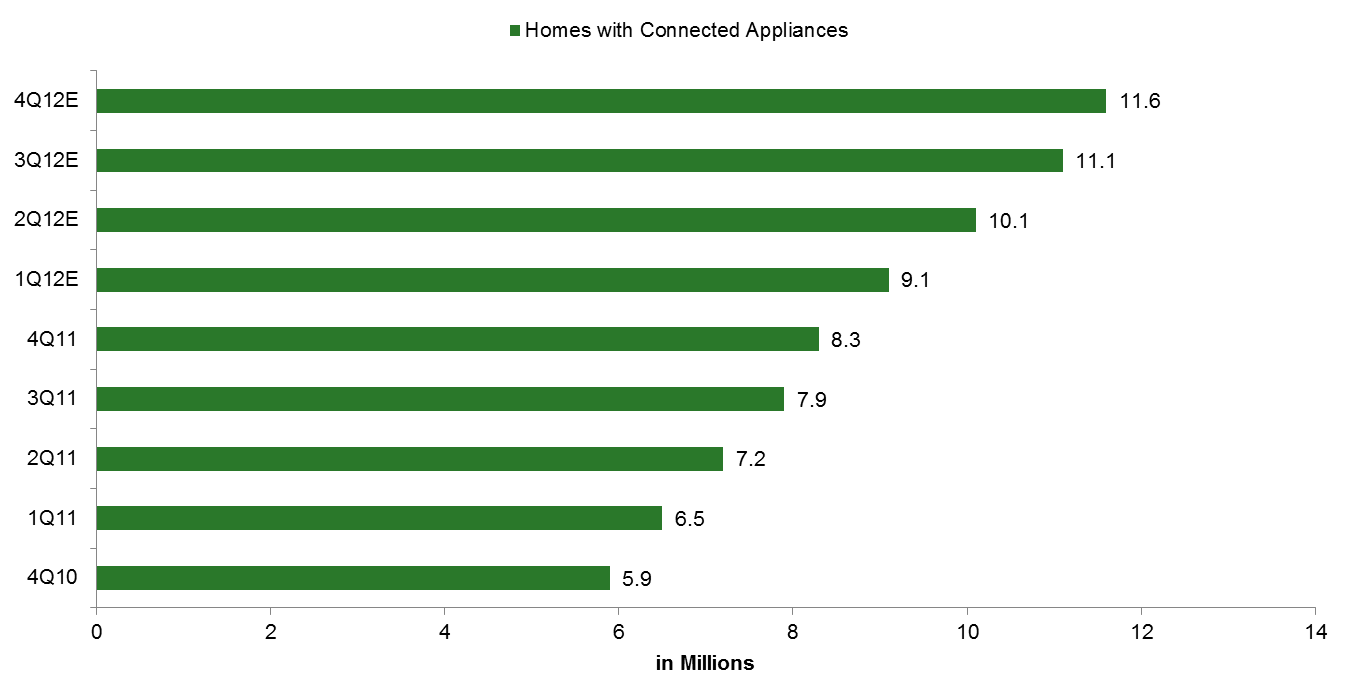 Homes with Connected Appliances
4Q12E 11.6
3Q12E 11.1
2Q12E 10.1
1Q12E 9.1
4Q11 8.3
3Q11 7.9
2Q11 7.2
1Q11 6.5
4Q10 5.9
0 2 4 6 8 10 12 14
in Millions